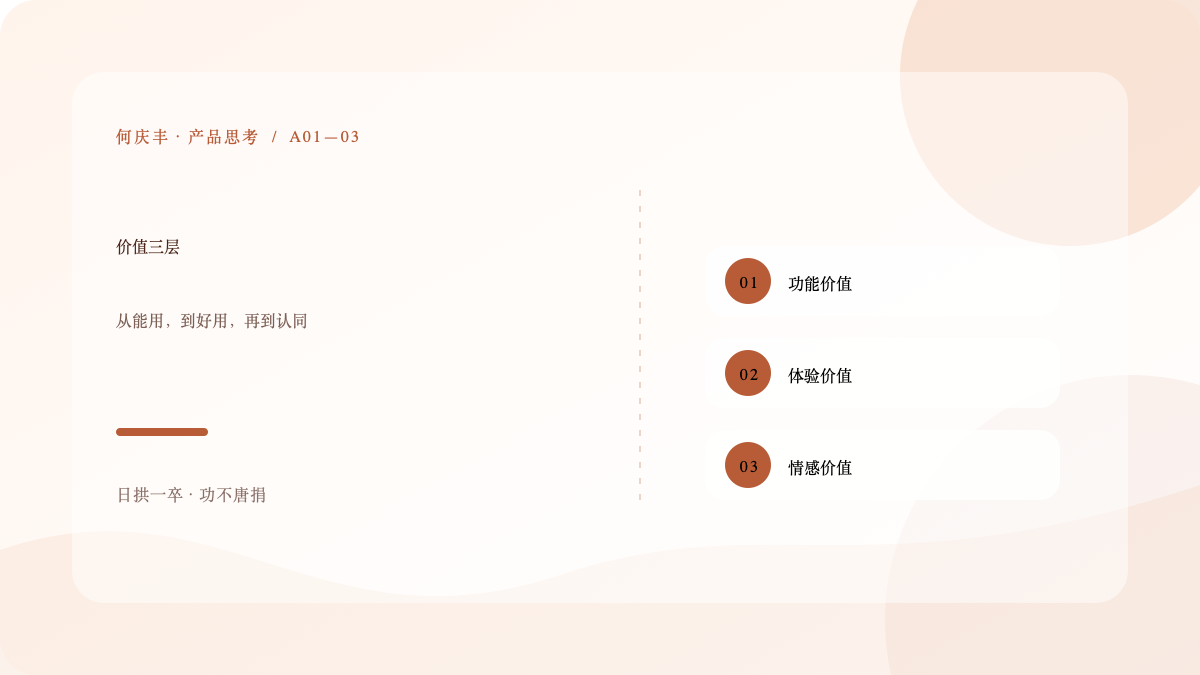 何庆丰 · 产品思考 / A01—03
价值三层
从能用，到好用，再到认同
日拱一卒 · 功不唐捐
01 功能价值
02 体验价值
03 情感价值